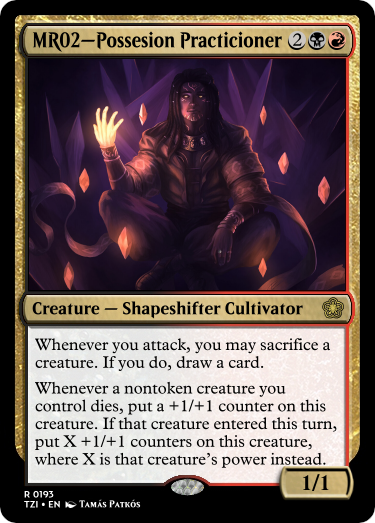 MR02—Possesion Practicioner 2
Creature — Shapeshifter Cultivator
Whenever you attack, you may sacrifice a
creature. If you do, draw a card.
Whenever a nontoken creature you
control dies, put a +1/+1 counter on this
creature. If that creature entered this turn,
put X +1/+1 counters on this creature,
where X is that creature's power instead.
1/1
R 0193
TZI • EN Tamás Patkós